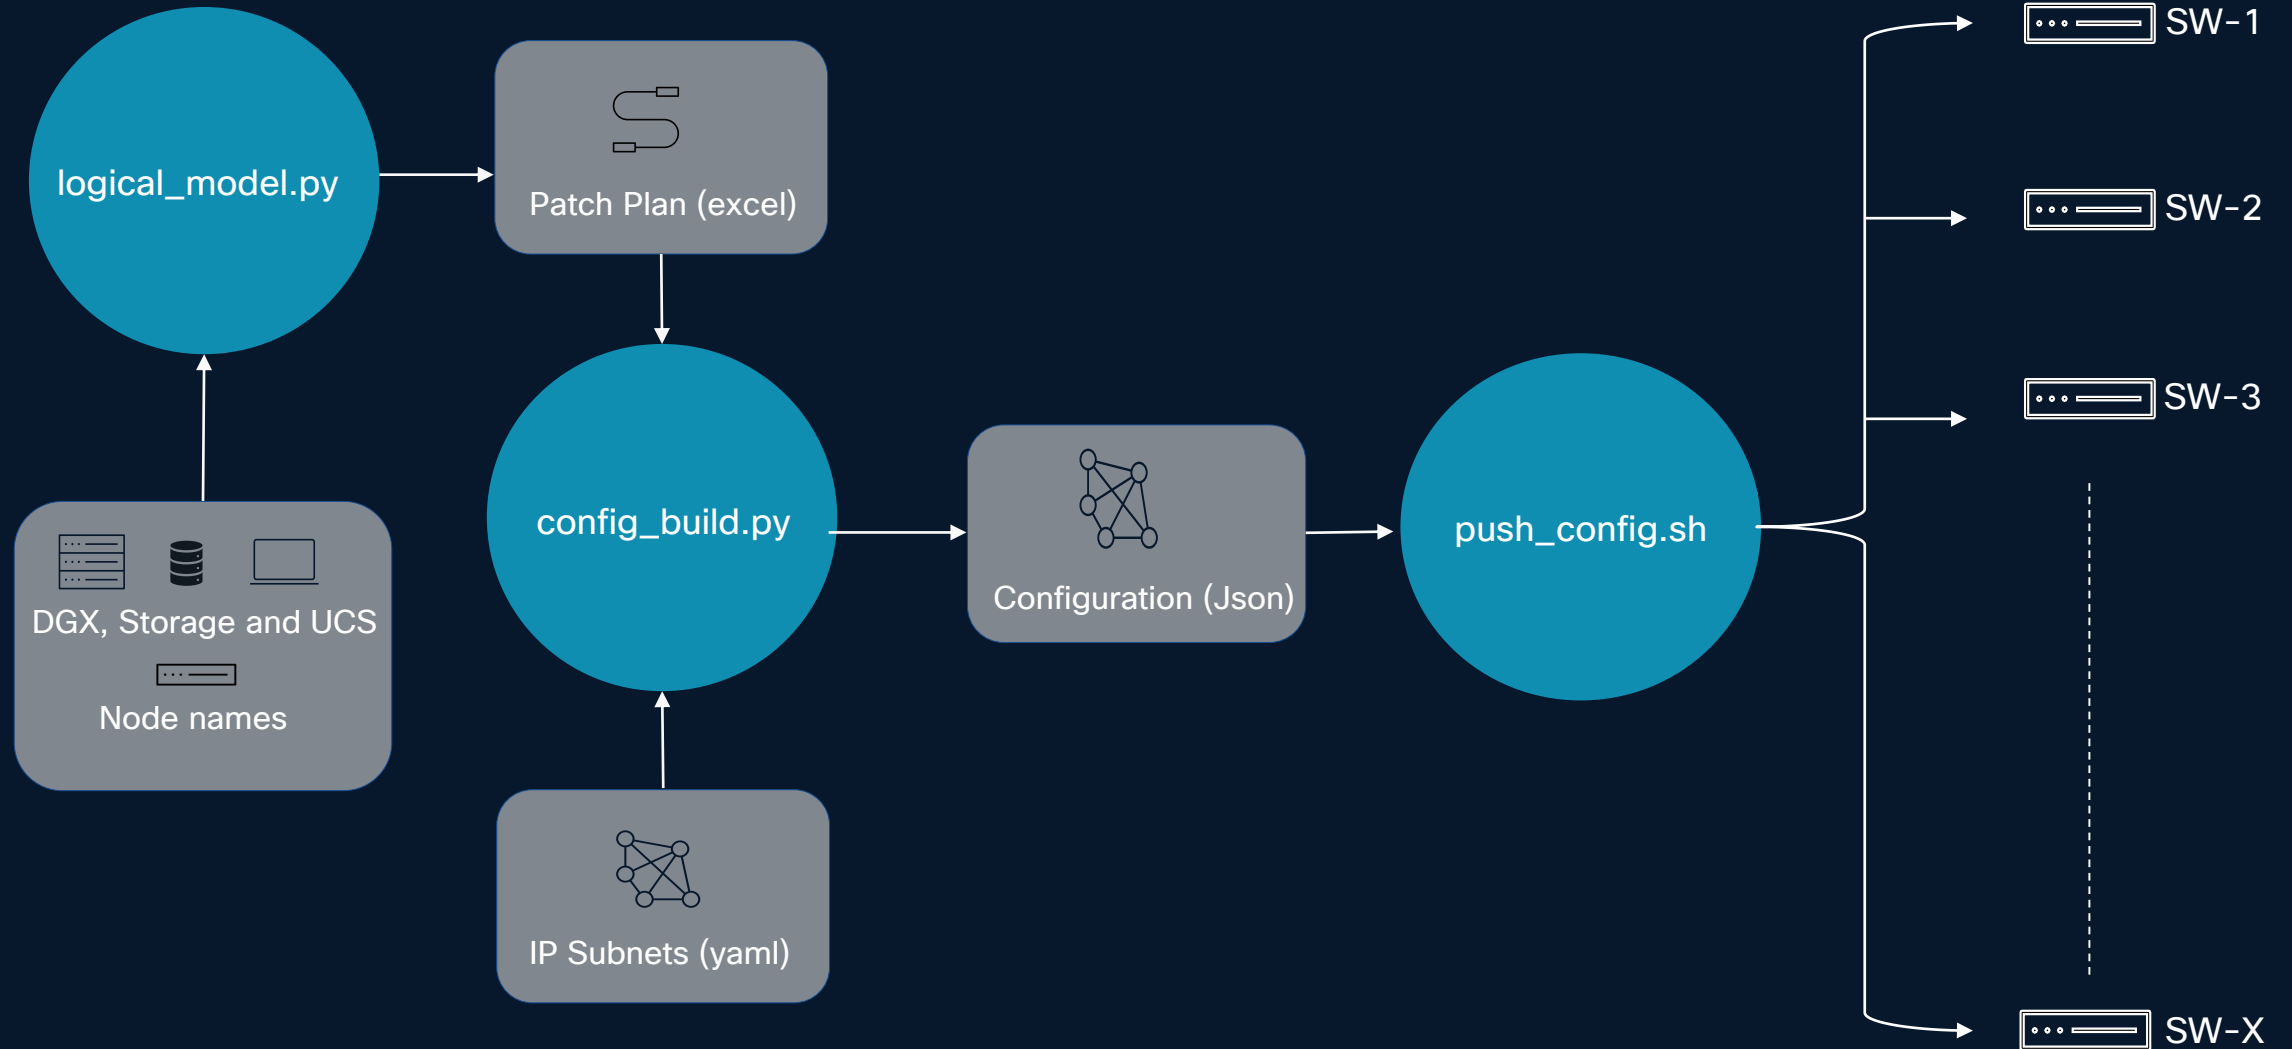 logical_model.py
Patch Plan (excel)
DGX, Storage and UCS
Node names
config_build.py
IP Subnets (yaml)
Configuration (Json)
push_config.sh
SW-1
SW-2
SW-3
SW-X